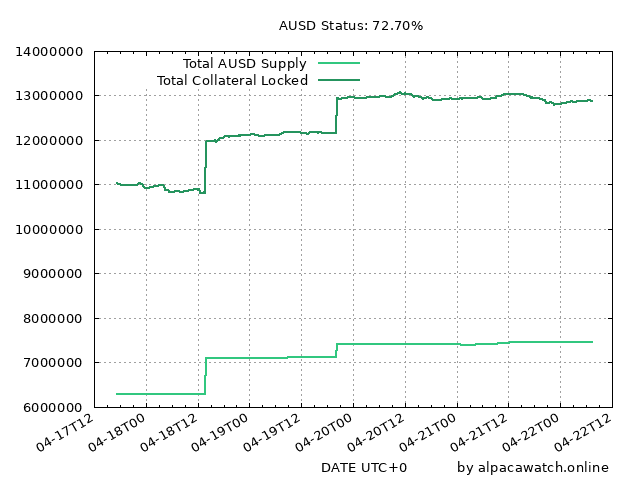 AUSD Status: 72.70%
14000000
13000000
12000000
11000000
10000000
9000000
8000000
7000000
6000000
Total AUSD Supply
Total Collateral Locked
04-17T12
04-18T00
04-18T12
04-19T00
04-19T12
04-20T00
04-20T12
04-21T00
04-21T12
04-22T00
04-22T12
DATE UTC+0
by alpacawatch.online